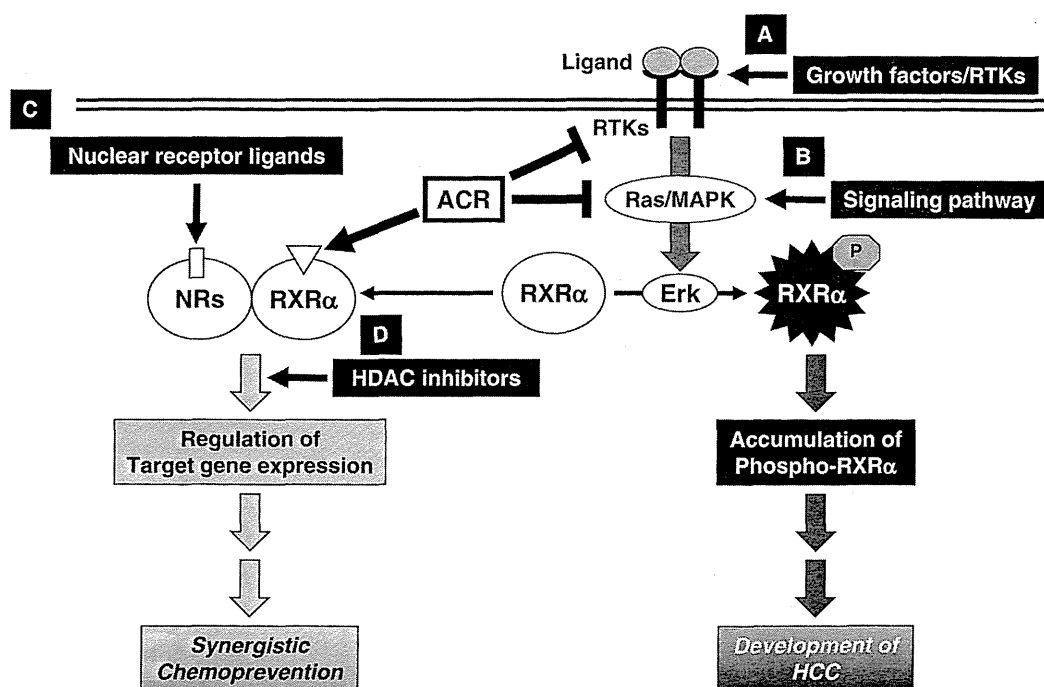 A
Ligand
Growth factors/RTKs
C
RTKs
Nuclear receptor ligands
B
ACR
Ras/MAPK
Signaling pathway
P
NRs
RXRα
RXRα
Erk
RXRα
D
HDAC inhibitors
Regulation of
Target gene expression
Accumulation of
Phospho-RXRα
Synergistic
Chemoprevention
Development of
HCC